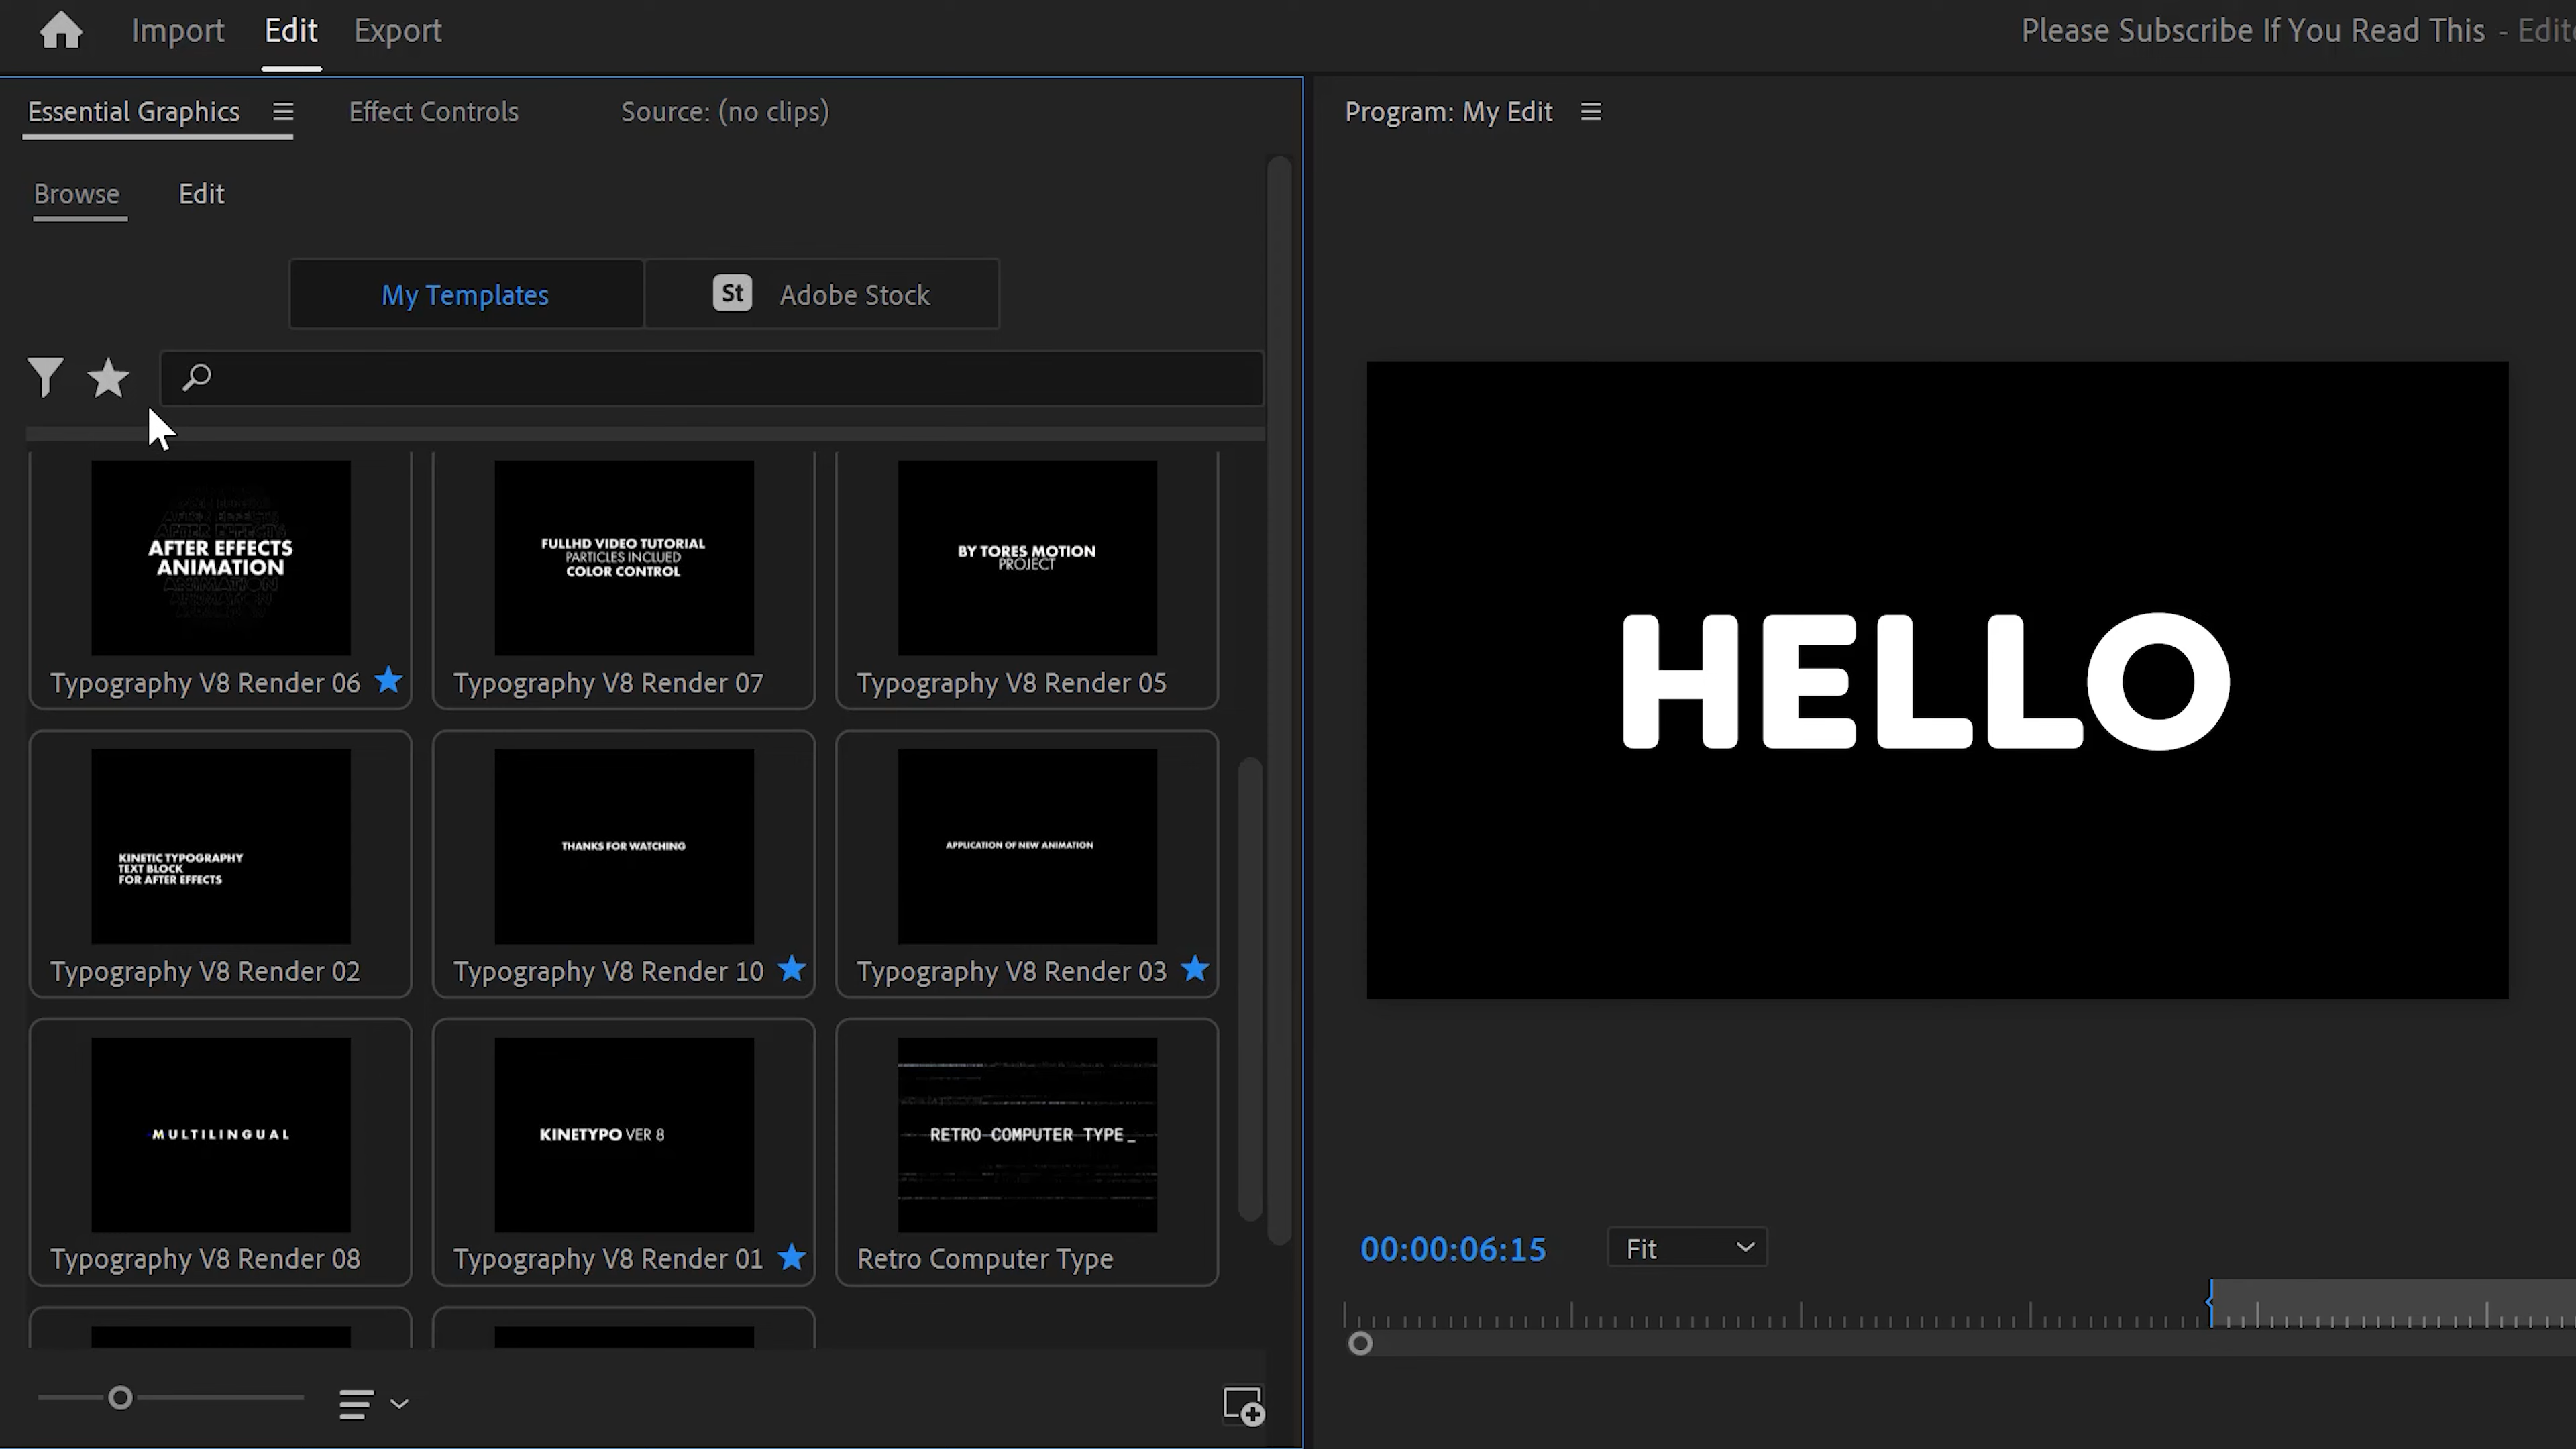 Import Edit Export
Please Subscribe If You Read This - Edit
Essential Graphics Effect Controls Source: (no clips)
Program: My Edit
Browse Edit
My Templates St Adobe Stock
AFTER EFFECTS
ANIMATION
FULLHD VIDEO TUTORIAL
PARTICLES INCLUED
COLOR CONTROL
BY TORES MOTION
PROJECT
Typography V8 Render 06
Typography V8 Render 07
Typography V8 Render 05
HELLO
KINETIC TYPOGRAPHY
TEXT BLOCK
FOR AFTER EFFECTS
THANKS FOR WATCHING
APPLICATION OF NEW ANIMATION
Typography V8 Render 02
Typography V8 Render 10
Typography V8 Render 03
MULTILINGUAL
KINETYPO VER 8
RETRO COMPUTER TYPE_
Typography V8 Render 08
Typography V8 Render 01
Retro Computer Type
00:00:06:15 Fit